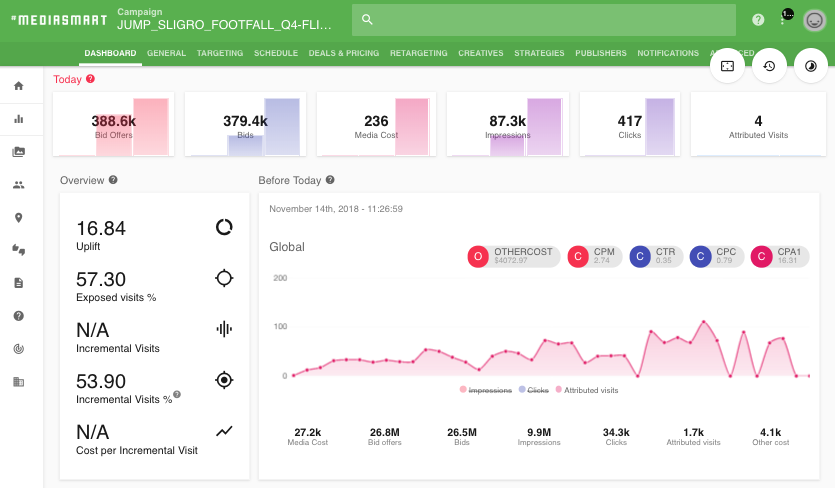 #MEDIASMART
Campaign
JUMP_SLIGRO_FOOTFALL_Q4-FLI...
1...
DASHBOARD GENERAL TARGETING SCHEDULE DEALS & PRICING RETARGETING CREATIVES STRATEGIES PUBLISHERS NOTIFICATIONS
Today
388.6k
Bid Offers
379.4k
Bids
236
Media Cost
87.3k
Impressions
417
Clicks
4
Attributed Visits
Overview
16.84
Uplift
57.30
Exposed visits %
N/A
Incremental Visits
53.90
Incremental Visits %
N/A
Cost per Incremental Visit
Before Today
November 14th, 2018 - 11:26:59
Global
O OTHERCOST $4072.97
C CPM 2.74
C CTR 0.35
C CPC 0.79
C CPA1 16.31
200
100
0
Impressions Clicks Attributed visits
27.2k
Media Cost
26.8M
Bid offers
26.5M
Bids
9.9M
Impressions
34.3k
Clicks
1.7k
Attributed visits
4.1k
Other cost